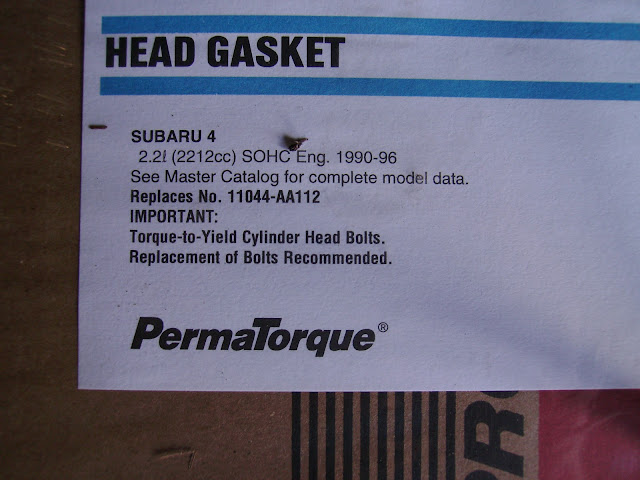 HEAD GASKET
SUBARU 4
2.2ℓ (2212cc) SOHC Eng. 1990-96
See Master Catalog for complete model data.
Replaces No. 11044-AA112
IMPORTANT:
Torque-to-Yield Cylinder Head Bolts.
Replacement of Bolts Recommended.
PermaTorque®